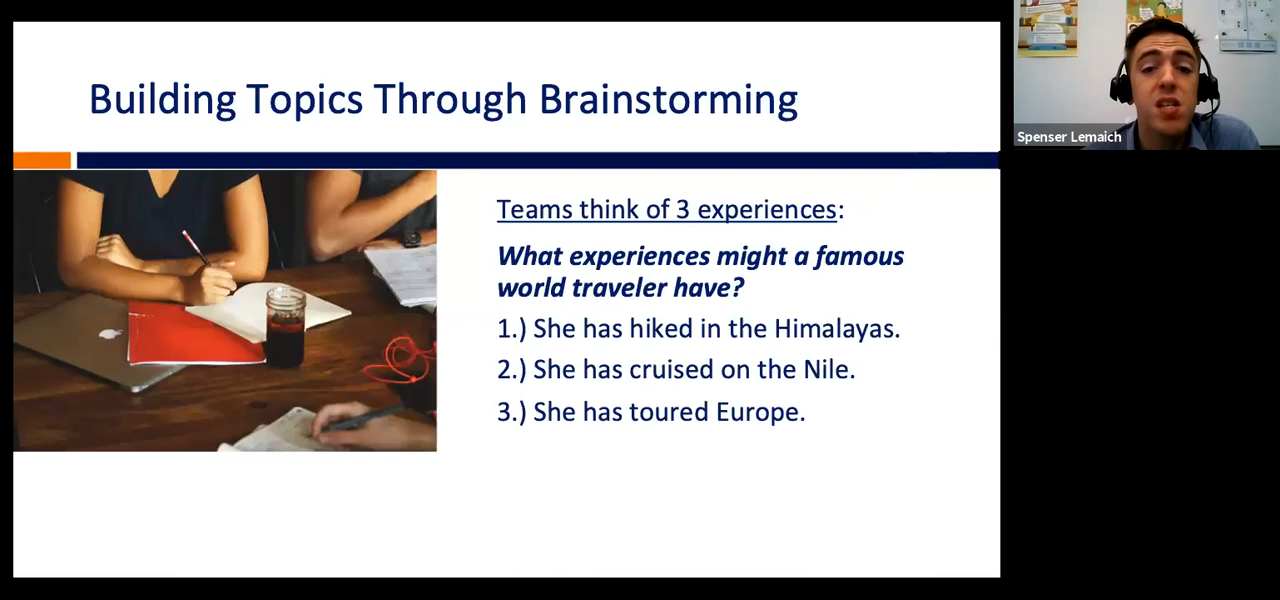 Building Topics Through Brainstorming
Teams think of 3 experiences:
What experiences might a famous
world traveler have?
1.) She has hiked in the Himalayas.
2.) She has cruised on the Nile.
3.) She has toured Europe.
Spenser Lemaich